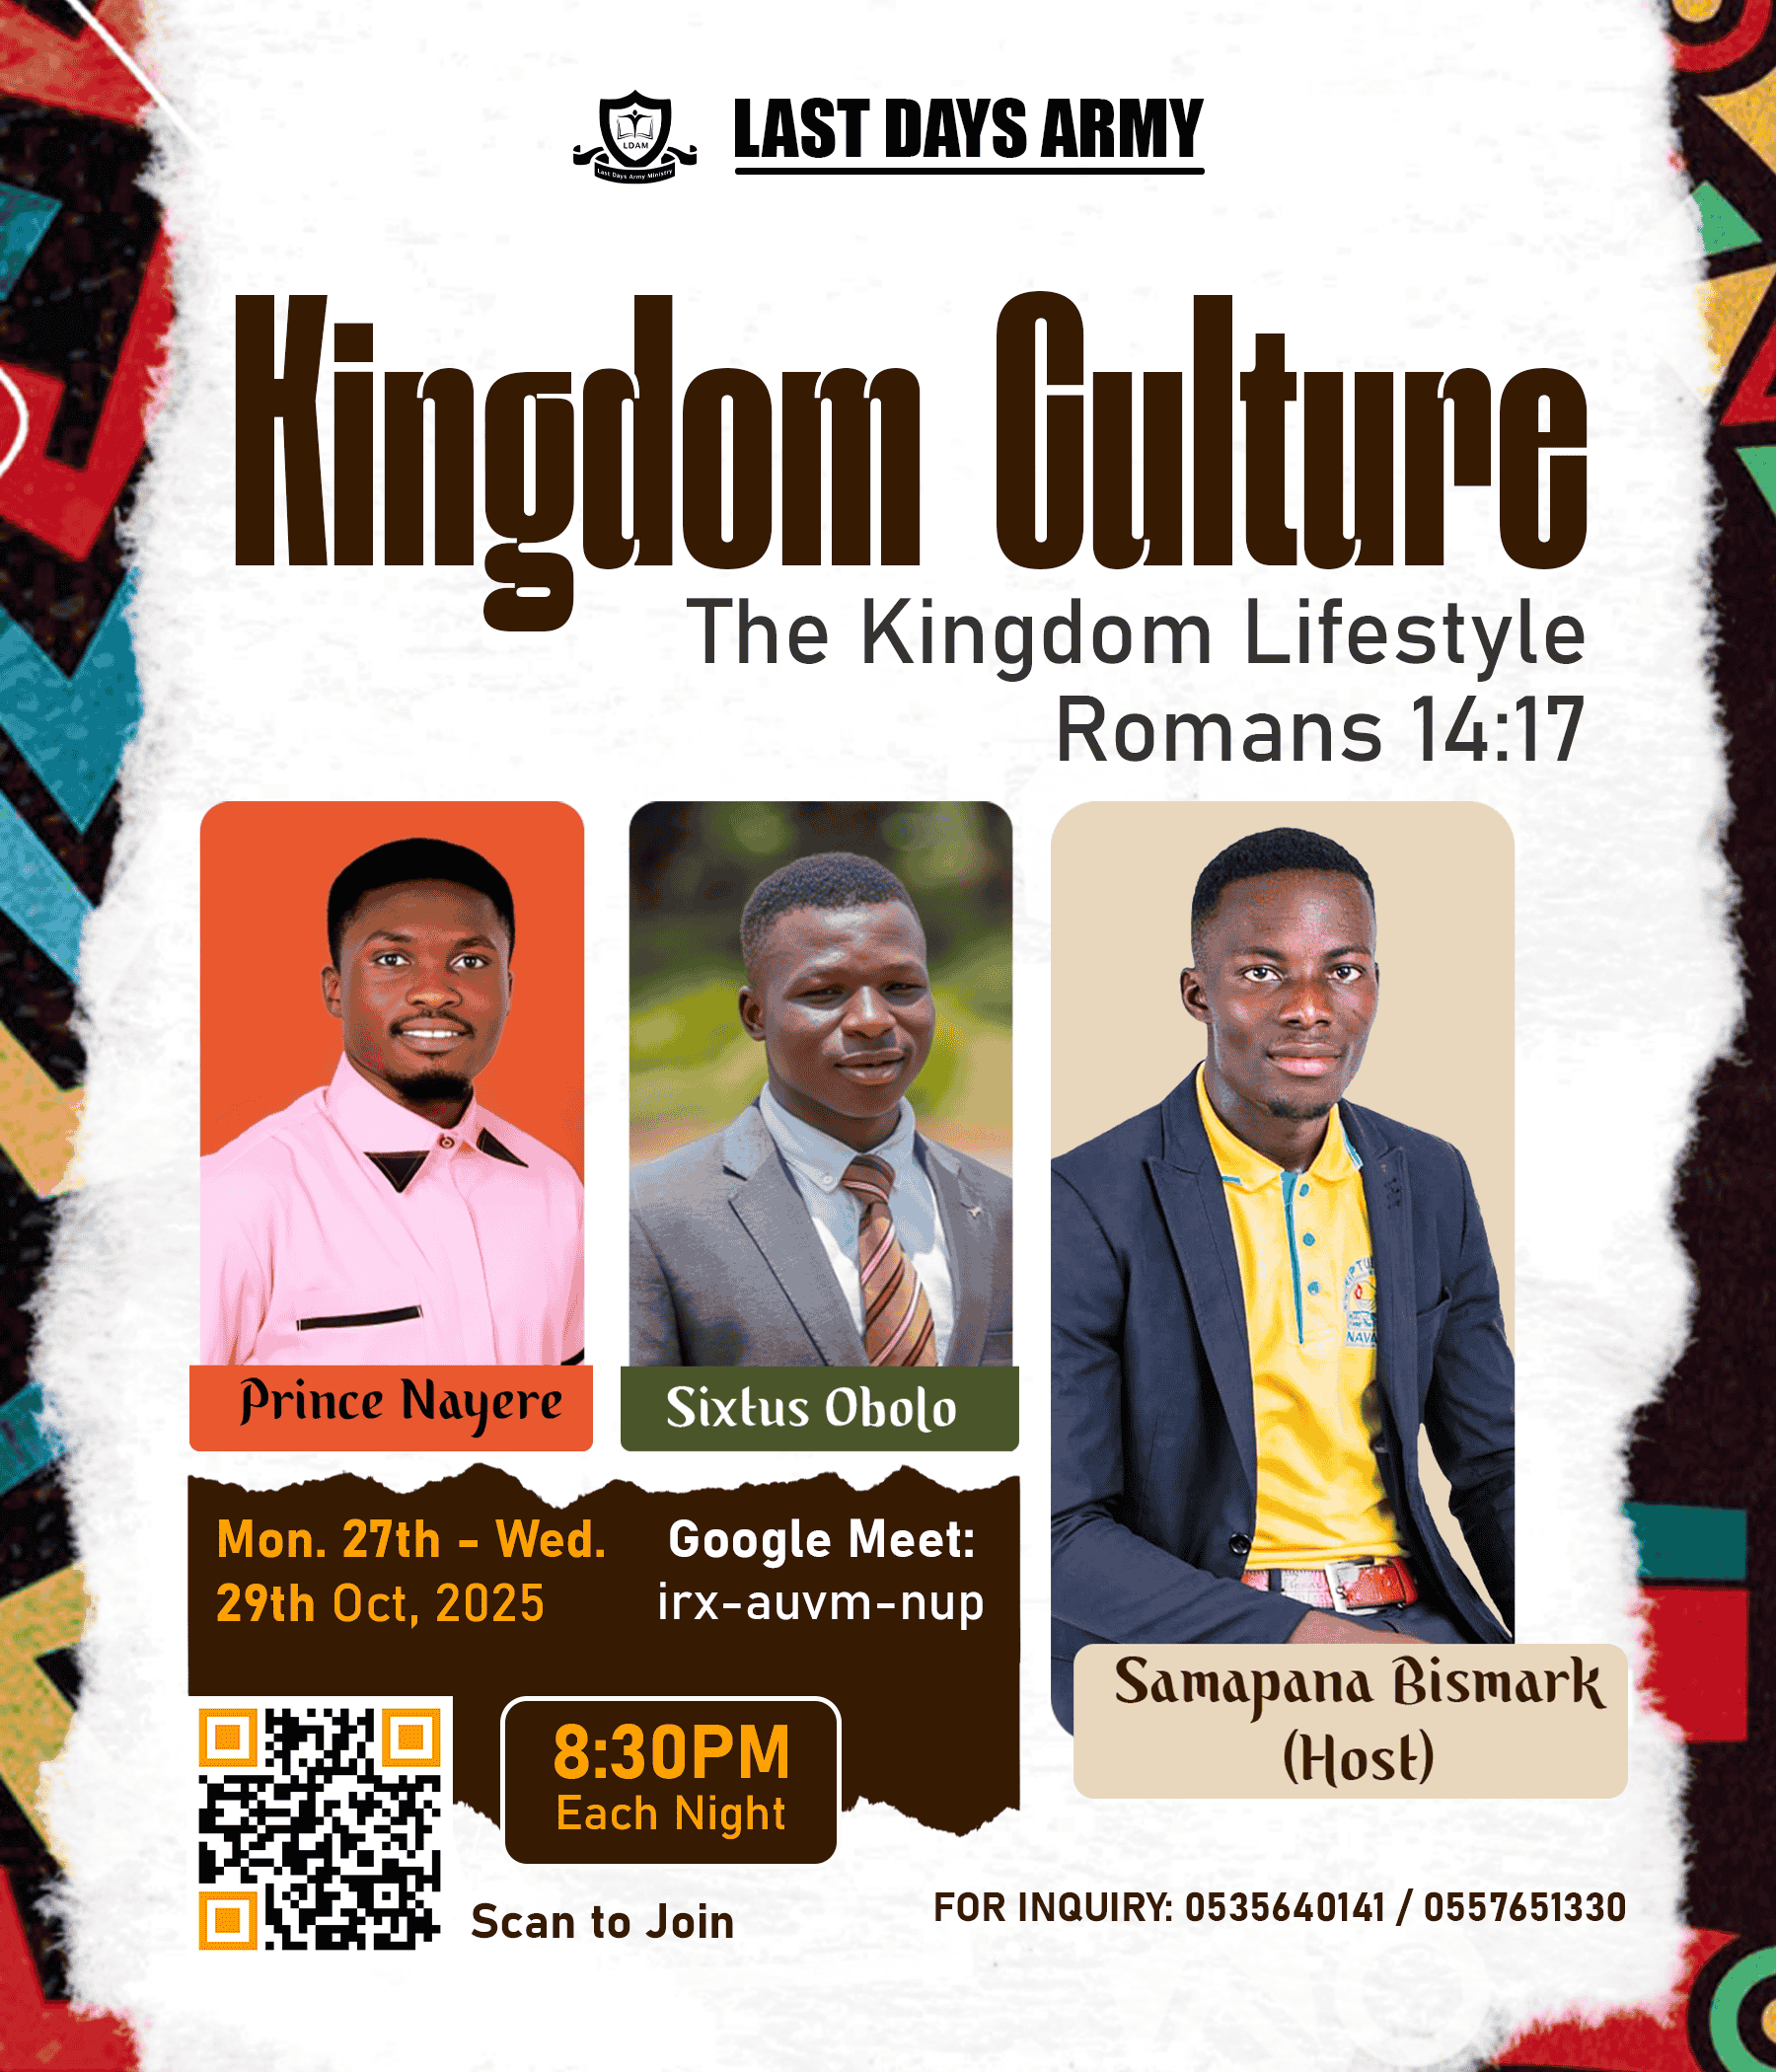 LDAM
Last Days Army Ministry
LAST DAYS ARMY
Kingdom Culture
The Kingdom Lifestyle
Romans 14:17
Prince Nayere
Sixtus Obolo
Mon. 27th - Wed.
29th Oct, 2025
Google Meet:
irx-auvm-nup
Samapana Bismark
(Host)
8:30PM
Each Night
Scan to Join
FOR INQUIRY: 0535640141 / 0557651330